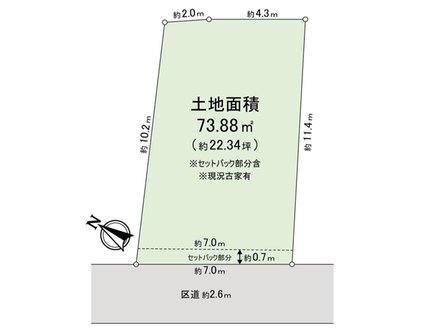 約2.0m
約4.3m
約10.2m
約11.4m
土地面積
73.88㎡
(約22.34坪)
※セットバック部分含
※現況古家有
N
約7.0m
セットバック部分
約0.7m
約7.0m
区道 約2.6m